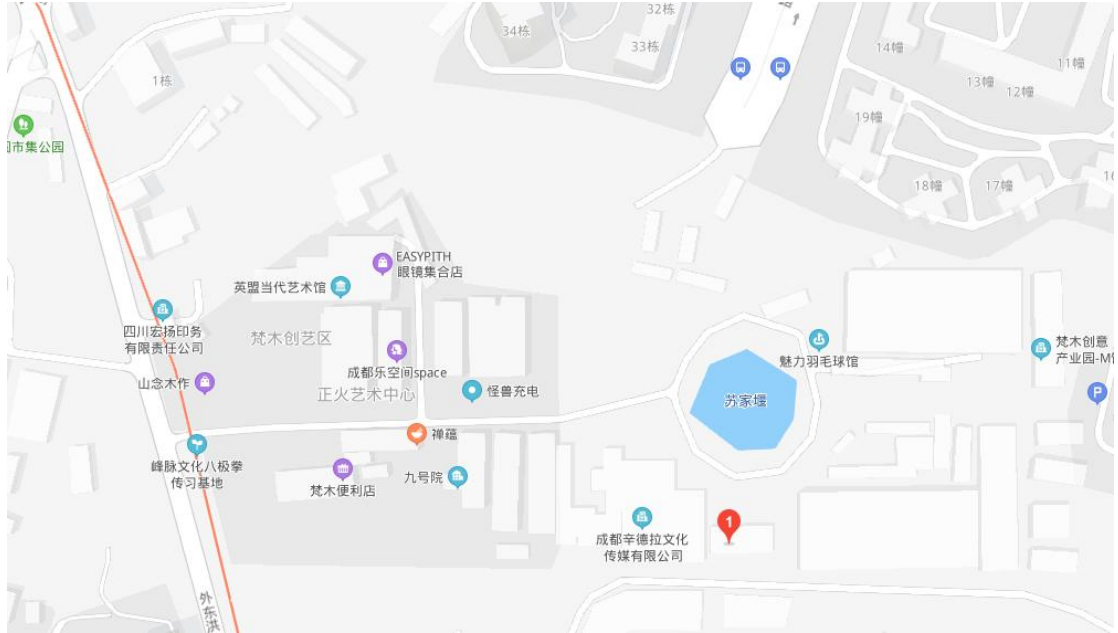 32栋
34栋
33栋
14幢
11幢
1栋
13幢
12幢
19幢
市集公园
18幢
17幢
16
EASYPITH
眼镜集合店
英盟当代艺术馆
四川宏扬印务
有限责任公司
梵木创艺区
魅力羽毛球馆
梵木创意
产业园-M
成都乐空间space
山念木作
正火艺术中心
怪兽充电
苏家堰
P
禅蕴
峰脉文化八极拳
传习基地
梵木便利店
九号院
1
成都辛德拉文化
传媒有限公司
外东洪